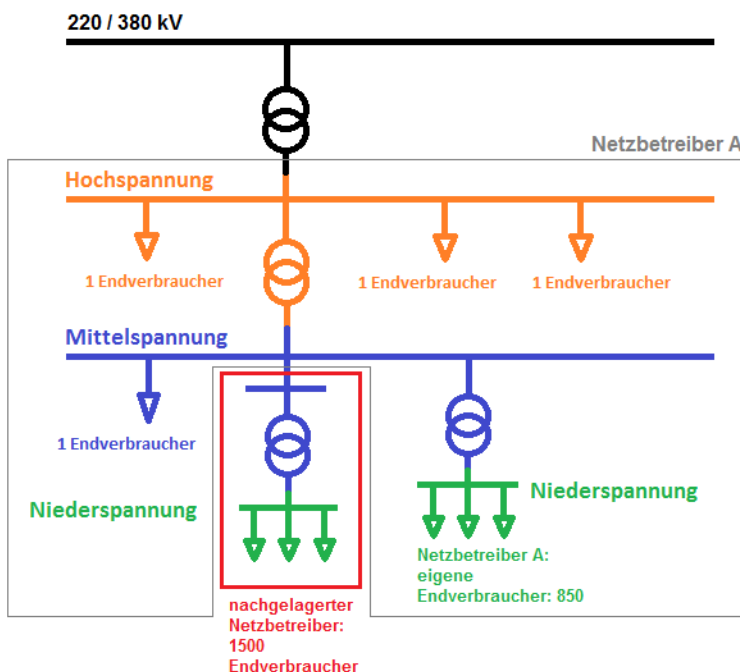 220 / 380 kV
Netzbetreiber A
Hochspannung
1 Endverbraucher
1 Endverbraucher
1 Endverbraucher
Mittelspannung
1 Endverbraucher
Niederspannung
Niederspannung
Netzbetreiber A:
eigene
Endverbraucher: 850
nachgelagerter
Netzbetreiber:
1500
Endverbraucher